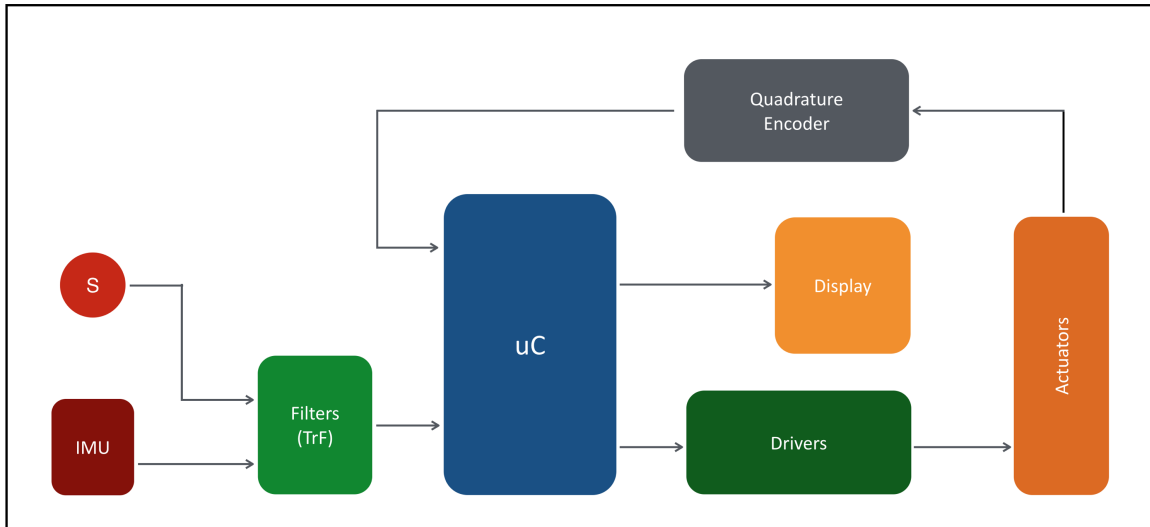 Quadrature
Encoder
S
Display
uC
Actuators
Filters
(TrF)
IMU
Drivers